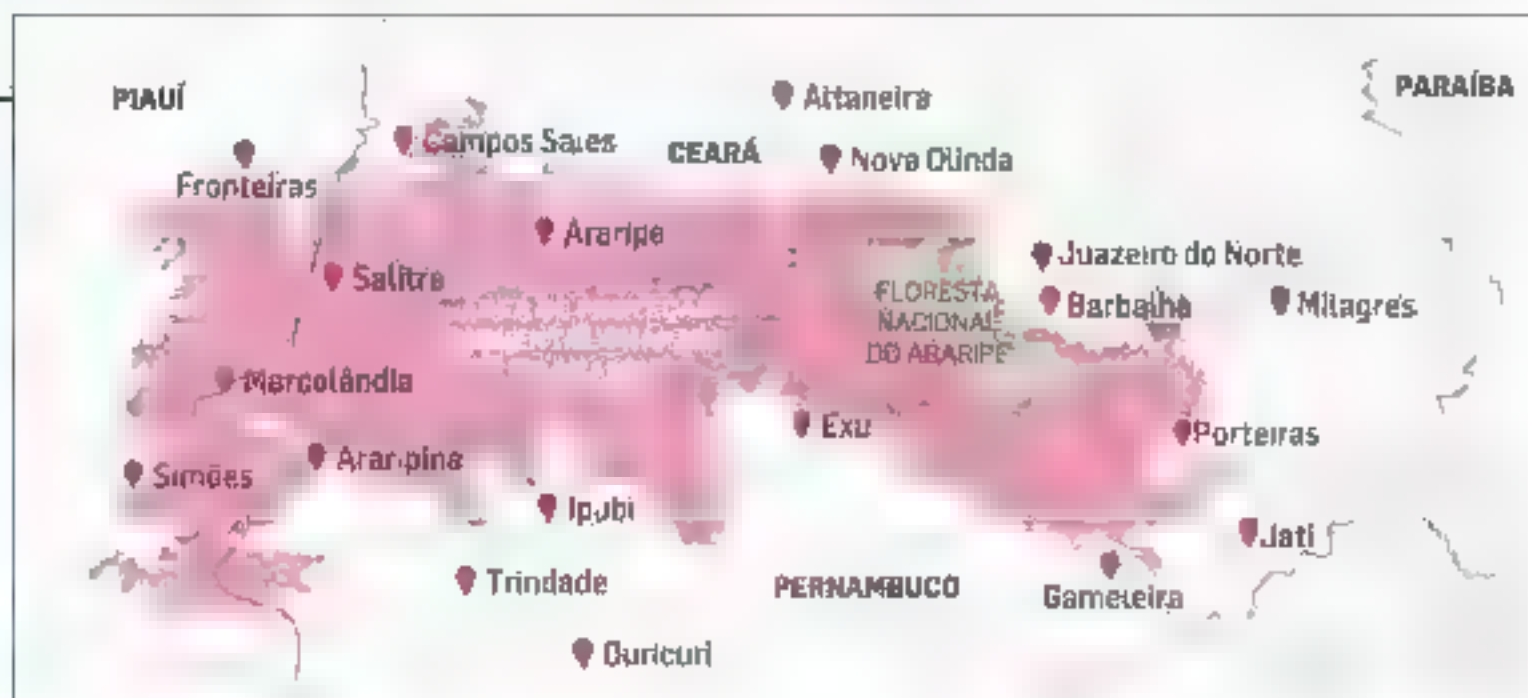 PIAUÍ
Altaneira
PARAÍBA
Campos Sales
CEARÁ
Nova Olinda
Fronteiras
Araripe
Juazeiro do Norte
Salitre
FLORESTA
NACIONAL
DO ARARIPE
Barbalha
Milagres
Marcolândia
Exu
Porteiras
Araripina
Simões
Ipubi
Jati
Trindade
PERNAMBUCO
Gameleira
Ouricuri